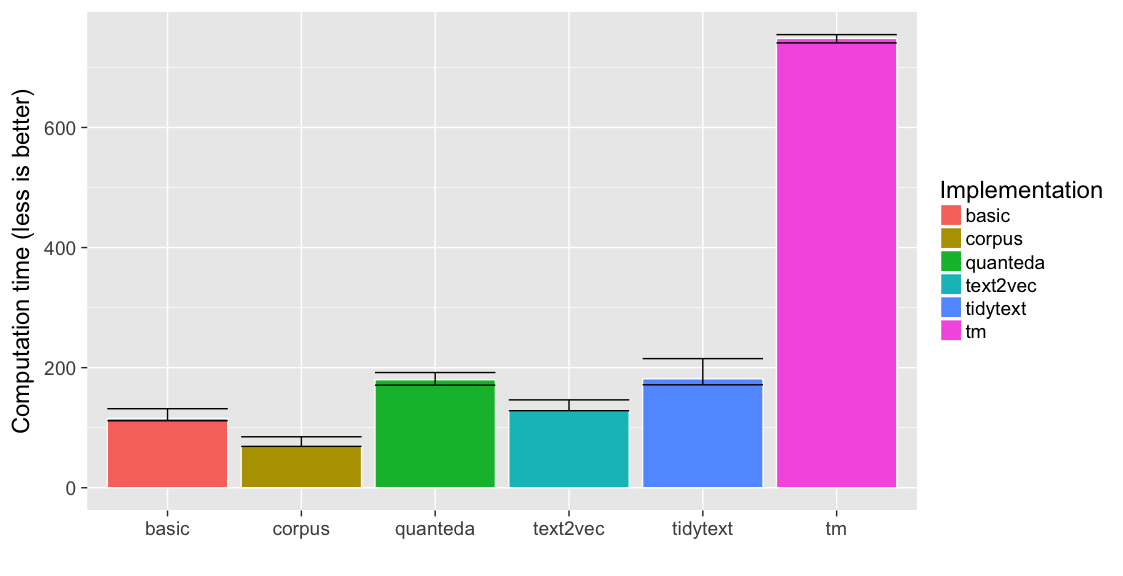 Computation time (less is better)
600
400
200
0
basic corpus quanteda text2vec tidytext tm
Implementation
basic
corpus
quanteda
text2vec
tidytext
tm